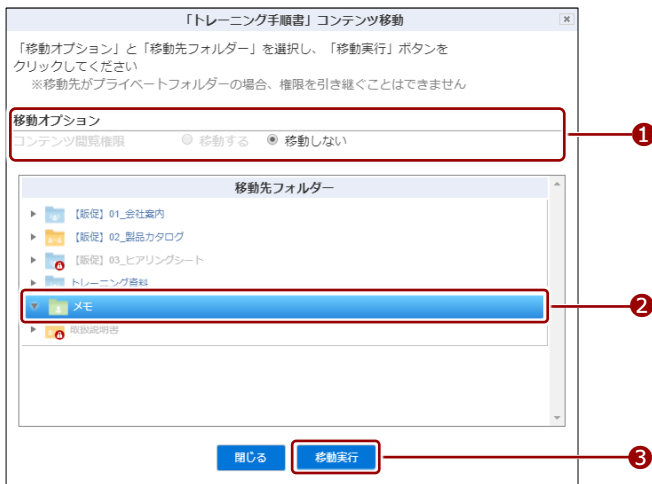 「トレーニング手順書」コンテンツ移動
「移動オプション」と「移動先フォルダー」を選択し、「移動実行」ボタンを
クリックしてください
※移動先がプライベートフォルダーの場合、権限を引き継ぐことはできません
移動オプション
コンテンツ閲覧権限 移動する 移動しない
1
移動先フォルダー
【販促】01_会社案内
【販促】02_製品カタログ
【販促】03_ヒアリングシート
トレーニング資料
メモ
2
取扱説明書
閉じる 移動実行
3